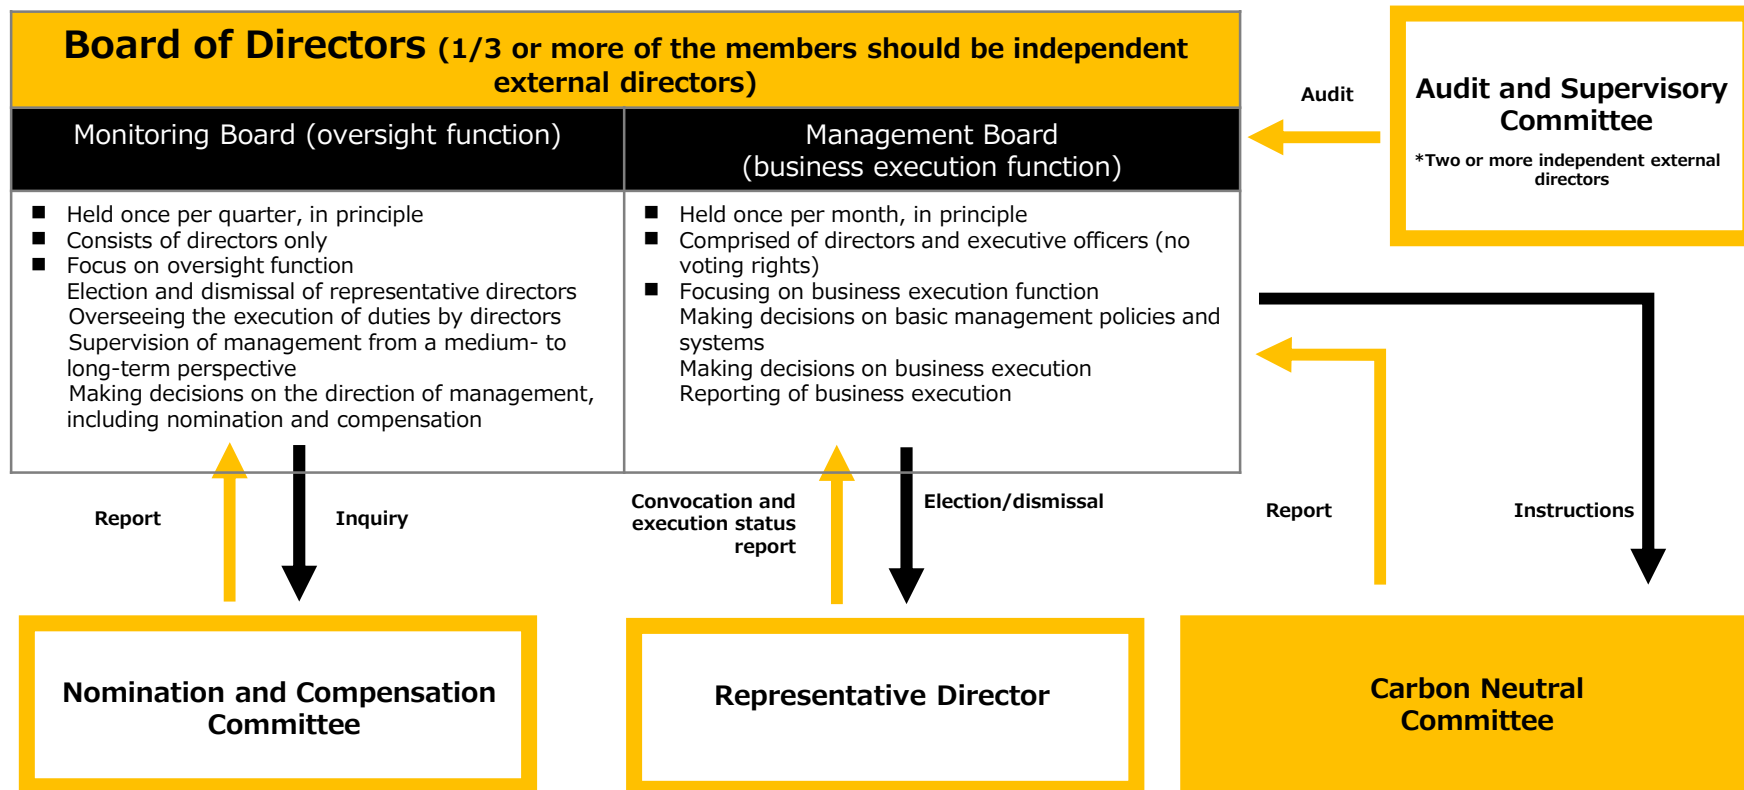 Board of Directors (1/3 or more of the members should be independent
external directors)
Monitoring Board (oversight function)
Management Board
(business execution function)
■ Held once per quarter, in principle
■ Consists of directors only
■ Focus on oversight function
Election and dismissal of representative directors
Overseeing the execution of duties by directors
Supervision of management from a medium- to
long-term perspective
Making decisions on the direction of management,
including nomination and compensation
■ Held once per month, in principle
■ Comprised of directors and executive officers (no
voting rights)
■ Focusing on business execution function
Making decisions on basic management policies and
systems
Making decisions on business execution
Reporting of business execution
Audit
Audit and Supervisory
Committee
*Two or more independent external
directors
Report
Inquiry
Convocation and
execution status
report
Election/dismissal
Report
Instructions
Nomination and Compensation
Committee
Representative Director
Carbon Neutral
Committee